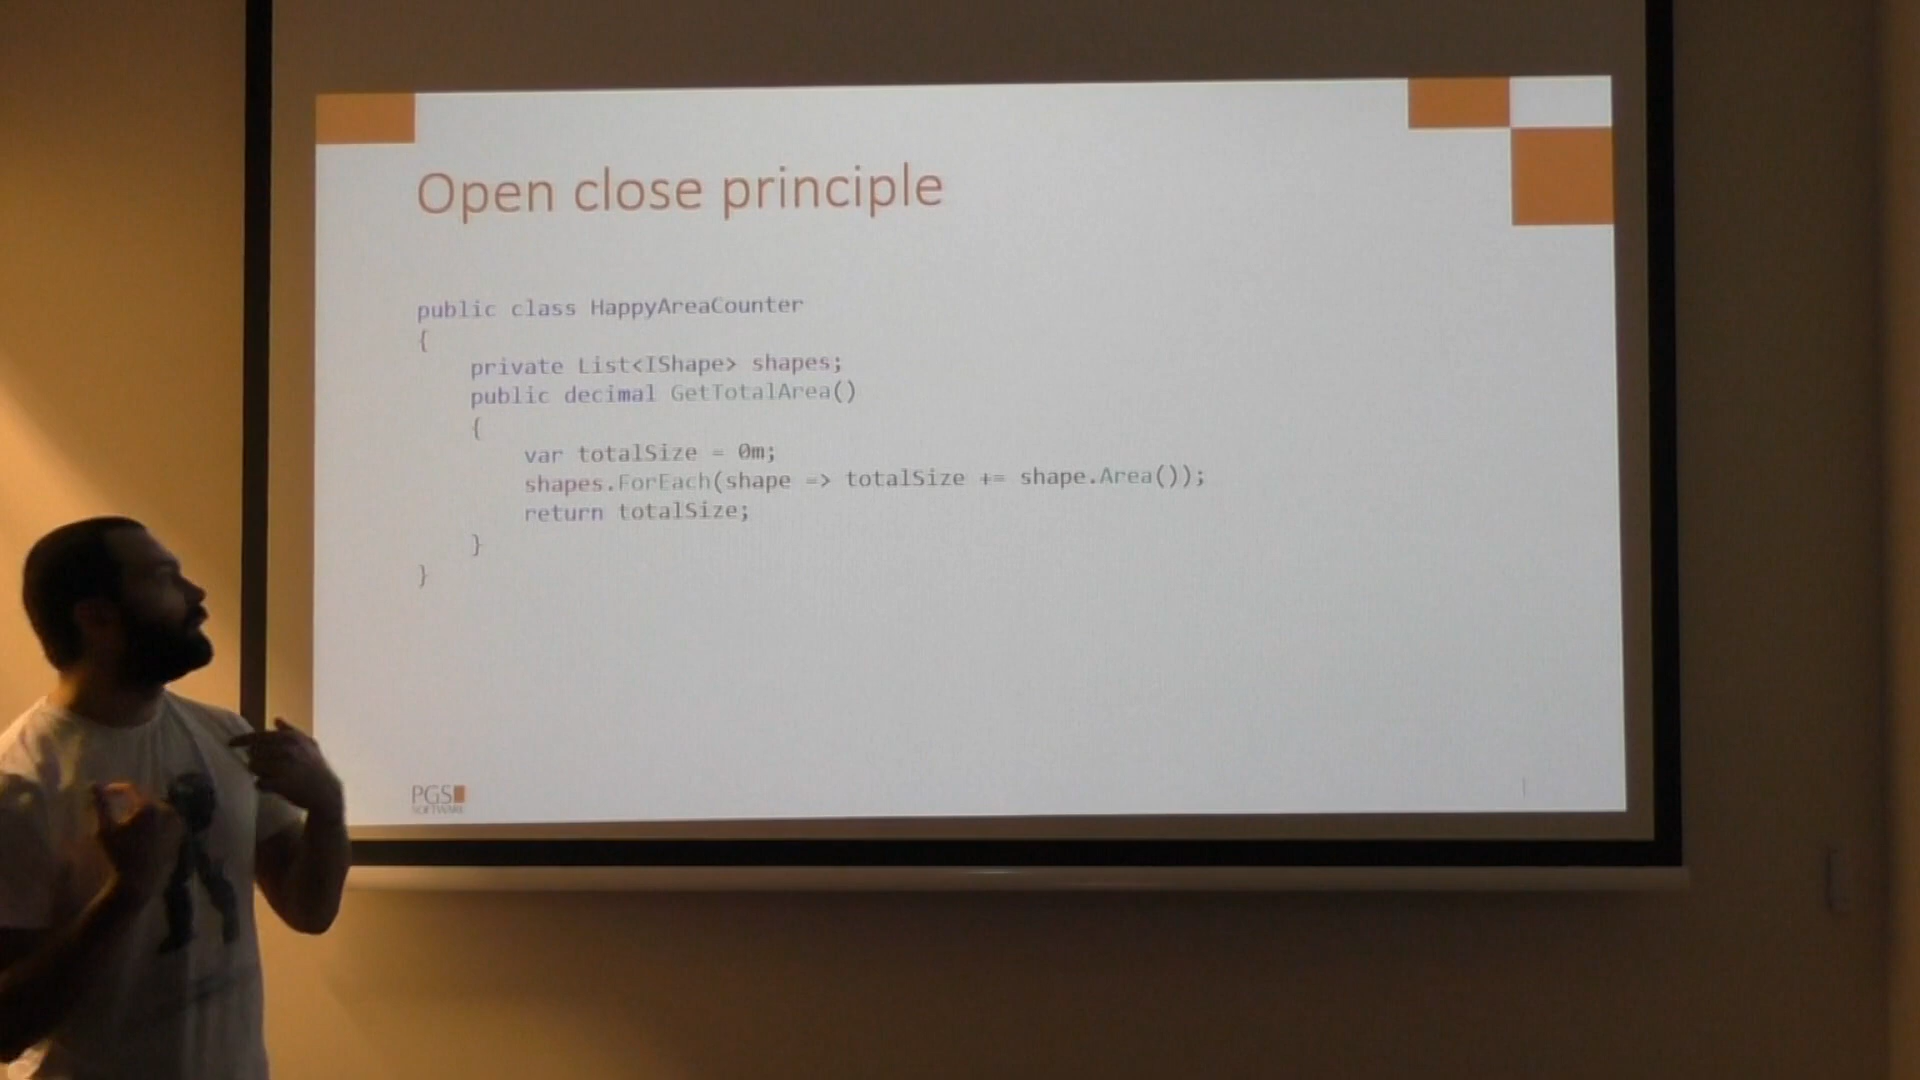 Open close principle
public class HappyAreaCounter
{
    private List<IShape> shapes;
    public decimal GetTotalArea()
    {
        var totalSize = 0m;
        shapes.ForEach(shape => totalSize += shape.Area());
        return totalSize;
    }
}
PGS
SOFTWARE